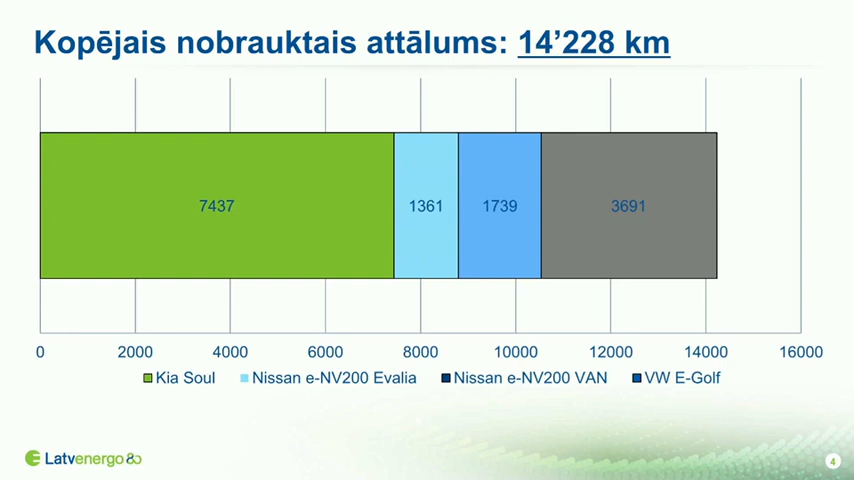 Kopējais nobrauktais attālums: 14’228 km
7437 1361 1739 3691
0 2000 4000 6000 8000 10000 12000 14000 16000
Kia Soul Nissan e-NV200 Evalia Nissan e-NV200 VAN VW E-Golf
Latvenergo 80
4